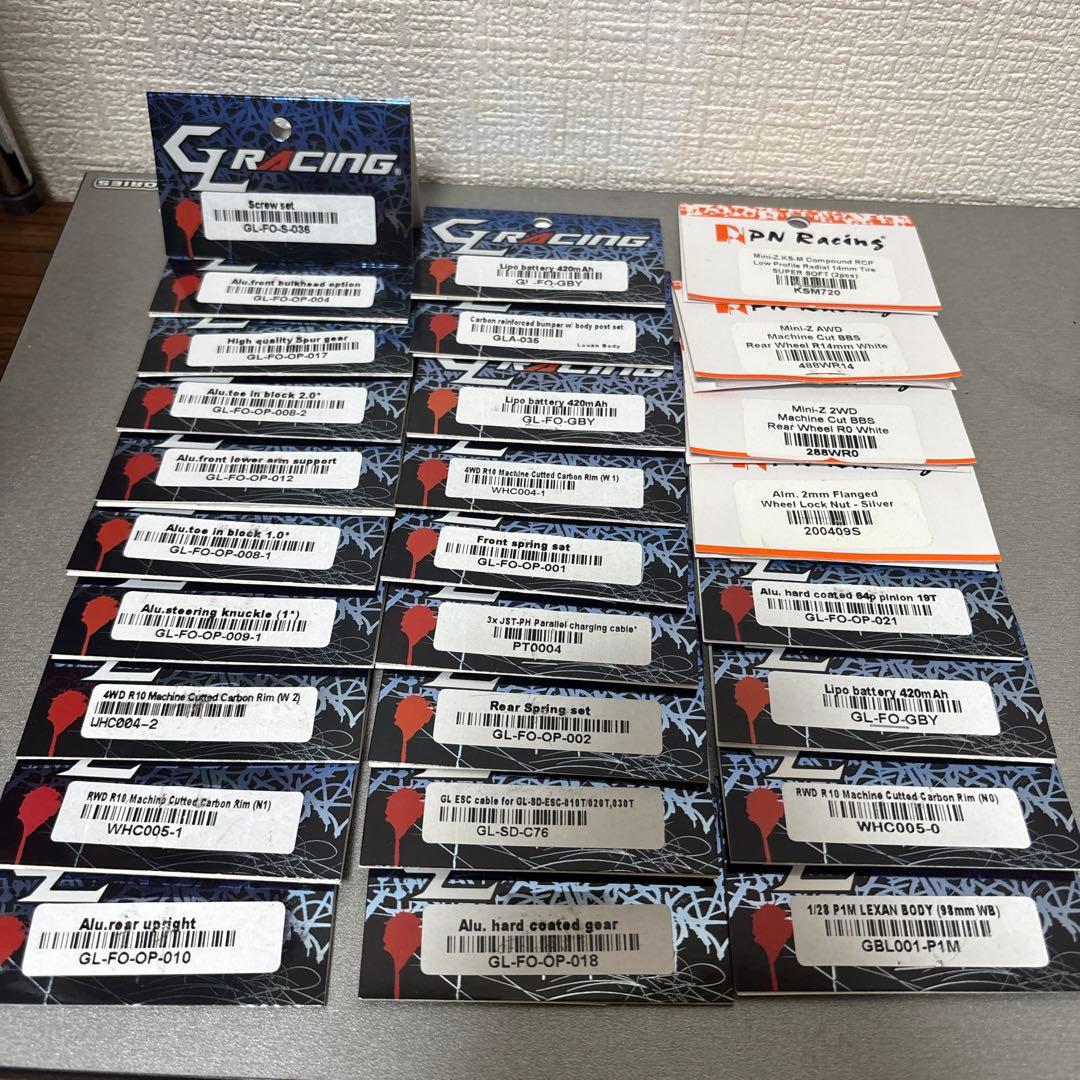 GL RACING®
Screw set
GL-FO-S-036
Alu.front bulkhead option
GL-FO-OP-004
High quality Spur gear
GL-FO-OP-017
Alu.toe in block 2.0°
GL-FO-OP-008-2
Alu.front lower arm support
GL-FO-OP-012
Alu.toe in block 1.0°
GL-FO-OP-008-1
Alu.steering knuckle (1°)
GL-FO-OP-009-1
4WD R10 Machine Cutted Carbon Rim (W 2)
WHC004-2
RWD R10 Machine Cutted Carbon Rim (N1)
WHC005-1
Alu.rear upright
GL-FO-OP-010
GL RACING
Lipo battery 420mAh
GL-FO-GBY
Carbon reinforced bumper w/ body post set
GLA-035
Lexan Body
RACING
Lipo battery 420mAh
GL-FO-GBY
4WD R10 Machine Cutted Carbon Rim (W 1)
WHC004-1
Front spring set
GL-FO-OP-001
3x JST-PH Parallel charging cable*
PT0004
Rear Spring set
GL-FO-OP-002
GL ESC cable for GL-SD-ESC-010T/020T,030T
GL-SD-C76
Alu. hard coated gear
GL-FO-OP-018
PN Racing
Mini-Z KS-M Compound RCP
Low Profile Radial 14mm Tire
SUPER SOFT (2pcs)
KSM720
Mini-Z AWD
Machine Cut BBS
Rear Wheel R14mm White
488WR14
Mini-Z 2WD
Machine Cut BBS
Rear Wheel R0 White
288WR0
Alm. 2mm Flanged
Wheel Lock Nut - Silver
200409S
Alu. hard coated 64p pinion 19T
GL-FO-OP-021
Lipo battery 420mAh
GL-FO-GBY
RWD R10 Machine Cutted Carbon Rim (N0)
WHC005-0
1/28 P1M LEXAN BODY (98mm WB)
GBL001-P1M